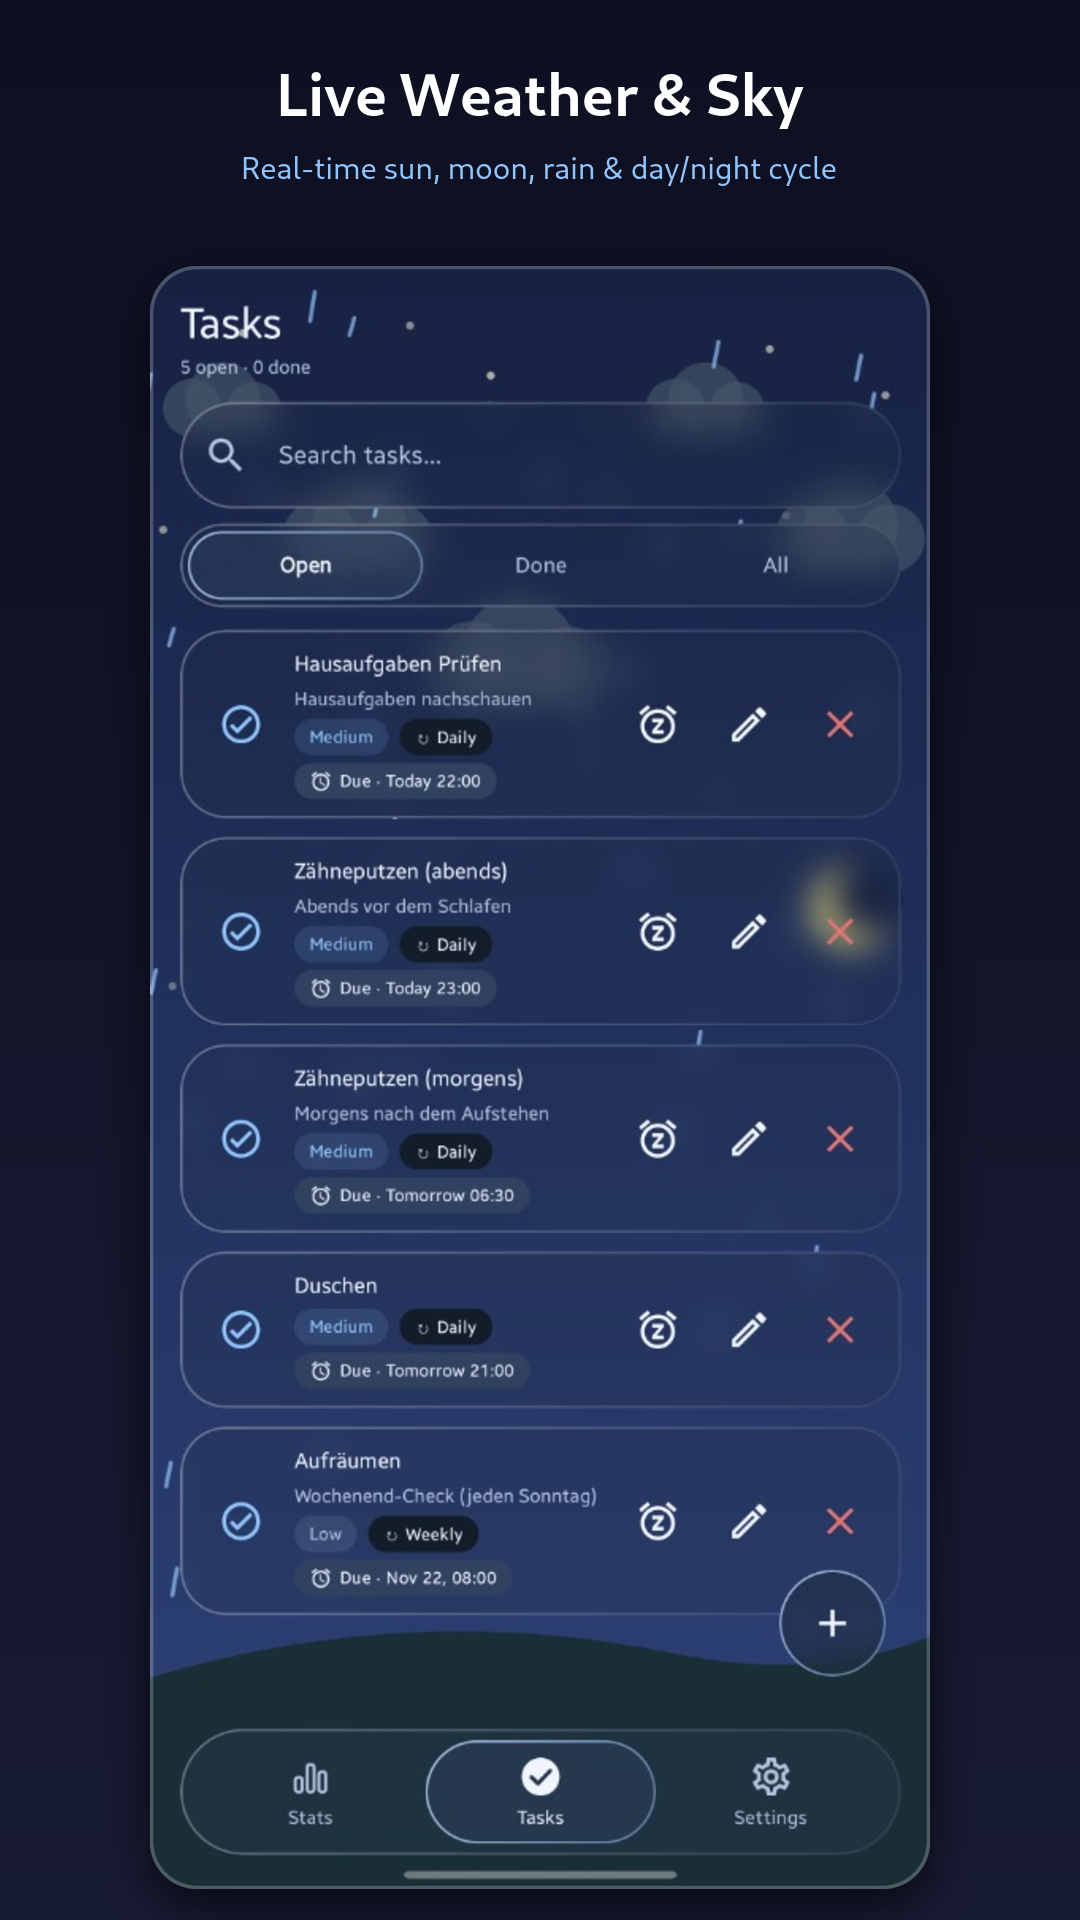 Live Weather & Sky
Real-time sun, moon, rain & day/night cycle
Tasks
5 open · 0 done
Search tasks...
Open
Done
All
Hausaufgaben Prüfen
Hausaufgaben nachschauen
Medium
↻ Daily
Due · Today 22:00
Zähneputzen (abends)
Abends vor dem Schlafen
Medium
↻ Daily
Due · Today 23:00
Zähneputzen (morgens)
Morgens nach dem Aufstehen
Medium
↻ Daily
Due · Tomorrow 06:30
Duschen
Medium
↻ Daily
Due · Tomorrow 21:00
Aufräumen
Wochenend-Check (jeden Sonntag)
Low
↻ Weekly
Due · Nov 22, 08:00
Stats
Tasks
Settings